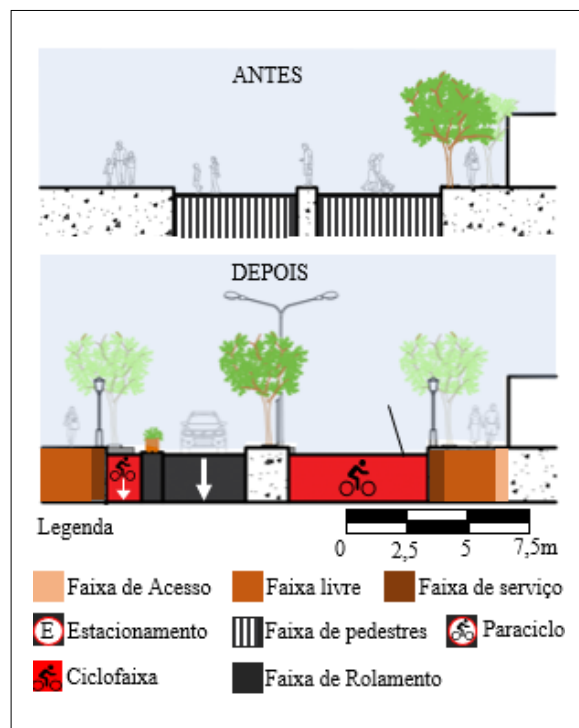 ANTES
DEPOIS
Legenda
0 2,5 5 7,5m
Faixa de Acesso Faixa livre Faixa de serviço
E Estacionamento Faixa de pedestres Paraciclo
Ciclofaixa Faixa de Rolamento